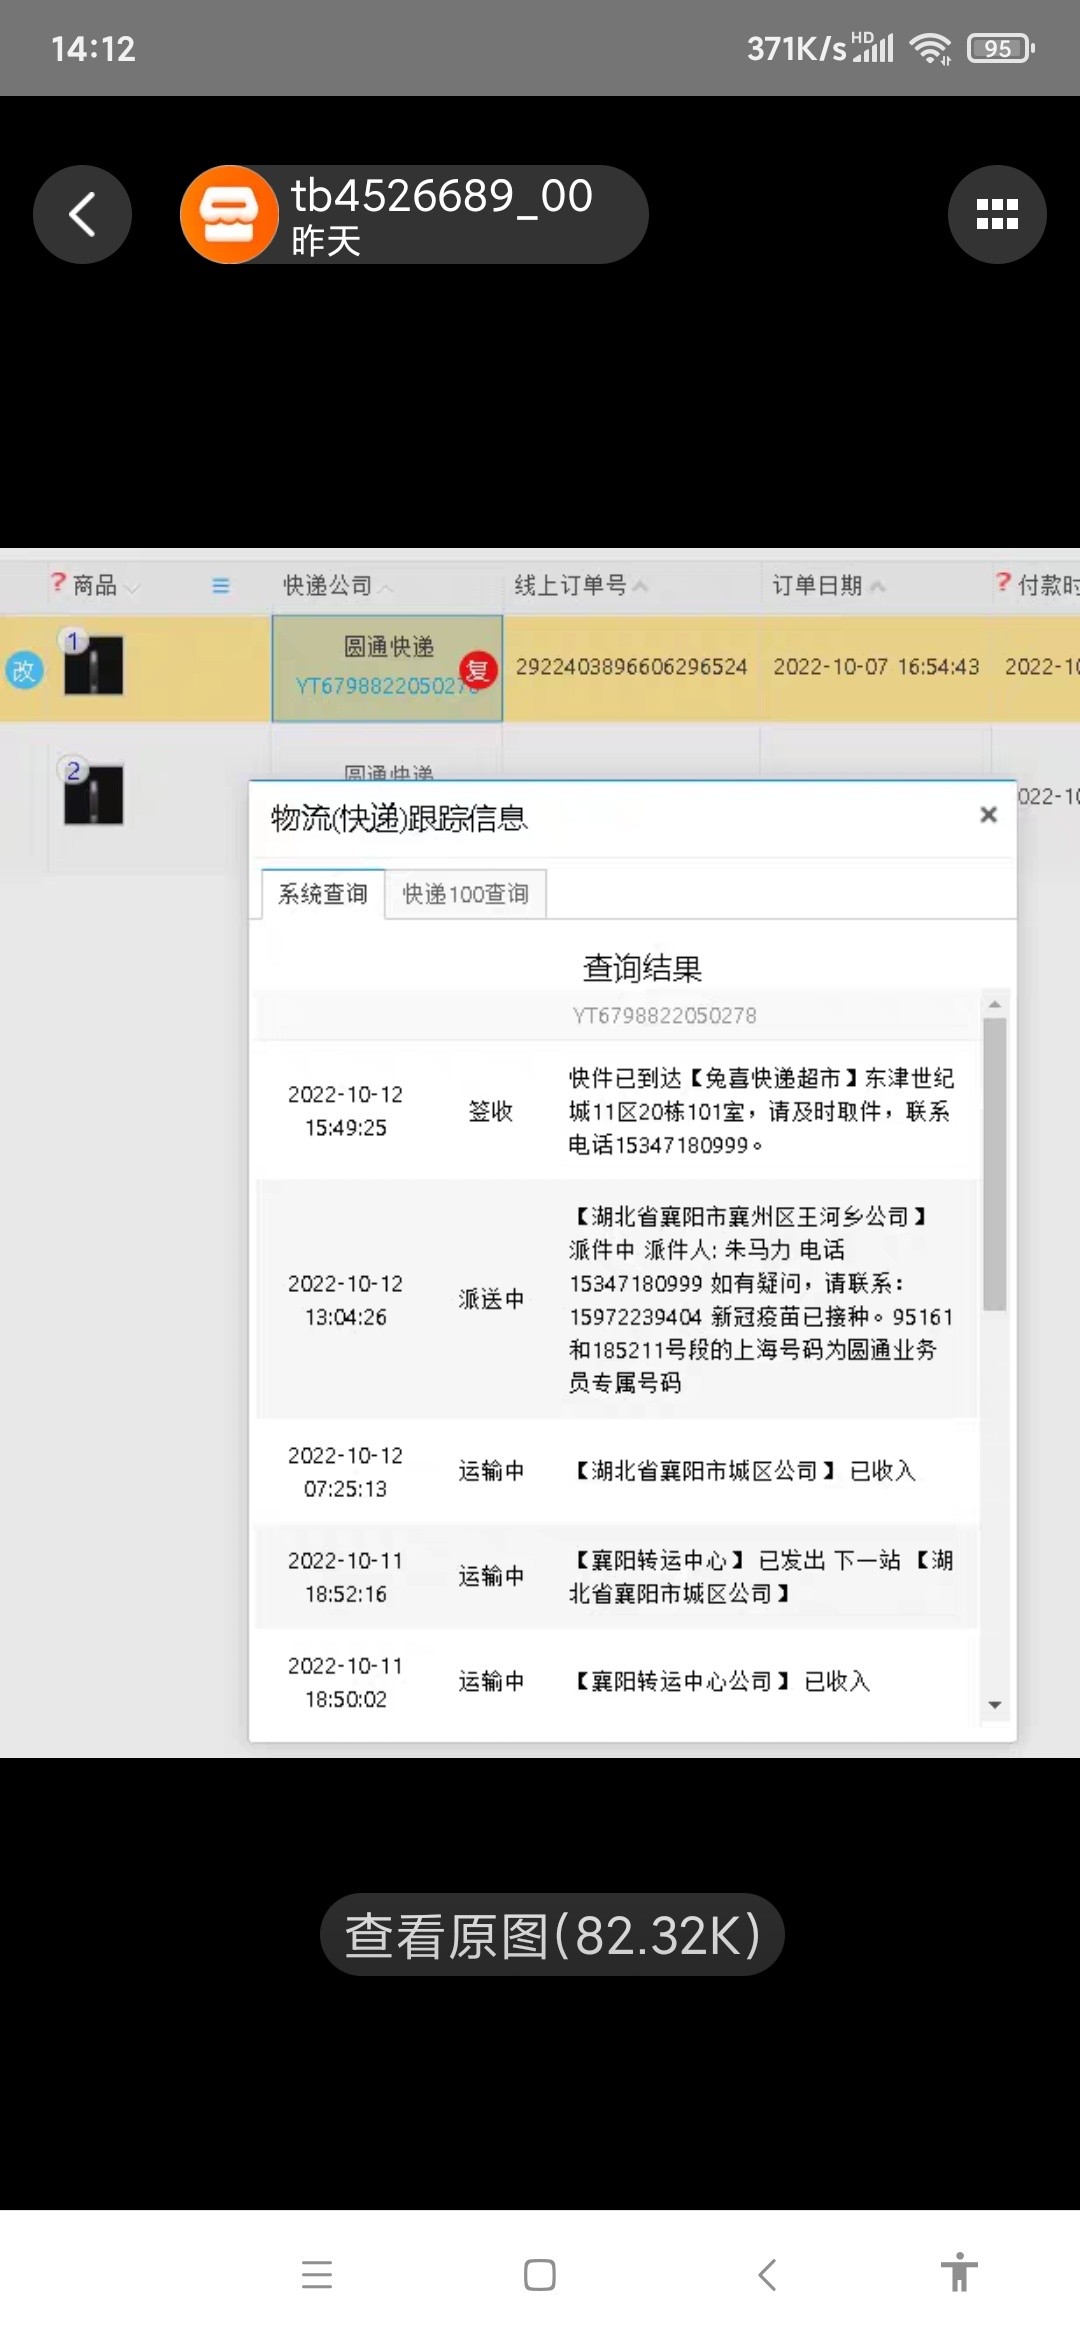 14:12
371K/s HD 95
tb4526689_00
昨天
? 商品 快递公司 线上订单号 订单日期 ? 付款时
改 1 圆通快递 YT6798822050278 复 2922403896606296524 2022-10-07 16:54:43 2022-10
2 圆通快递 022-10
物流(快递)跟踪信息 ×
系统查询 快递100查询
查询结果
YT6798822050278
2022-10-12
15:49:25
签收
快件已到达【兔喜快递超市】东津世纪
城11区20栋101室，请及时取件，联系
电话15347180999。
2022-10-12
13:04:26
派送中
【湖北省襄阳市襄州区王河乡公司】
派件中 派件人: 朱马力 电话
15347180999 如有疑问，请联系：
15972239404 新冠疫苗已接种。95161
和185211号段的上海号码为圆通业务
员专属号码
2022-10-12
07:25:13
运输中
【湖北省襄阳市城区公司】 已收入
2022-10-11
18:52:16
运输中
【襄阳转运中心】 已发出 下一站 【湖
北省襄阳市城区公司】
2022-10-11
18:50:02
运输中
【襄阳转运中心公司】 已收入
查看原图(82.32K)